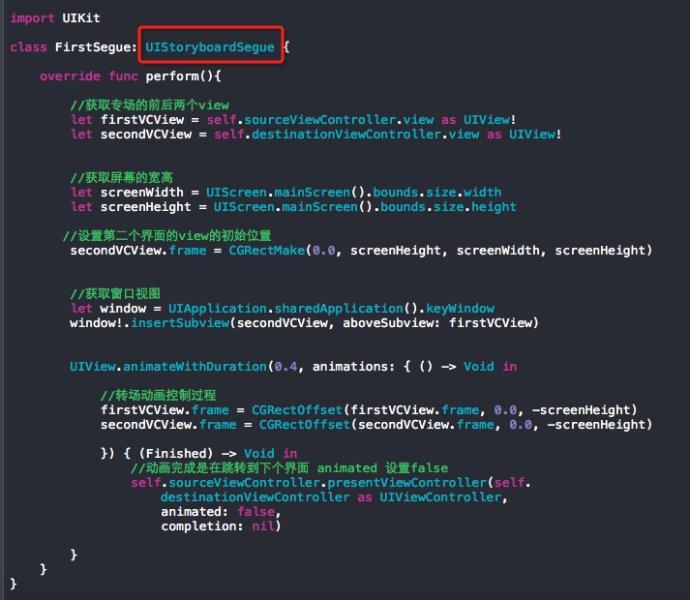 import UIKit
class FirstSegue: UIStoryboardSegue {
override func perform(){
//获取专场的前后两个view
let firstVCView = self.sourceViewController.view as UIView!
let secondVCView = self.destinationViewController.view as UIView!
//获取屏幕的宽高
let screenWidth = UIScreen.mainScreen().bounds.size.width
let screenHeight = UIScreen.mainScreen().bounds.size.height
//设置第二个界面的view的初始位置
secondVCView.frame = CGRectMake(0.0, screenHeight, screenWidth, screenHeight)
//获取窗口视图
let window = UIApplication.sharedApplication().keyWindow
window!.insertSubview(secondVCView, aboveSubview: firstVCView)
UIView.animateWithDuration(0.4, animations: { () -> Void in
//转场动画控制过程
firstVCView.frame = CGRectOffset(firstVCView.frame, 0.0, -screenHeight)
secondVCView.frame = CGRectOffset(secondVCView.frame, 0.0, -screenHeight)
}) { (Finished) -> Void in
//动画完成是在跳转到下个界面 animated 设置false
self.sourceViewController.presentViewController(self.
destinationViewController as UIViewController,
animated: false,
completion: nil)
}
}
}